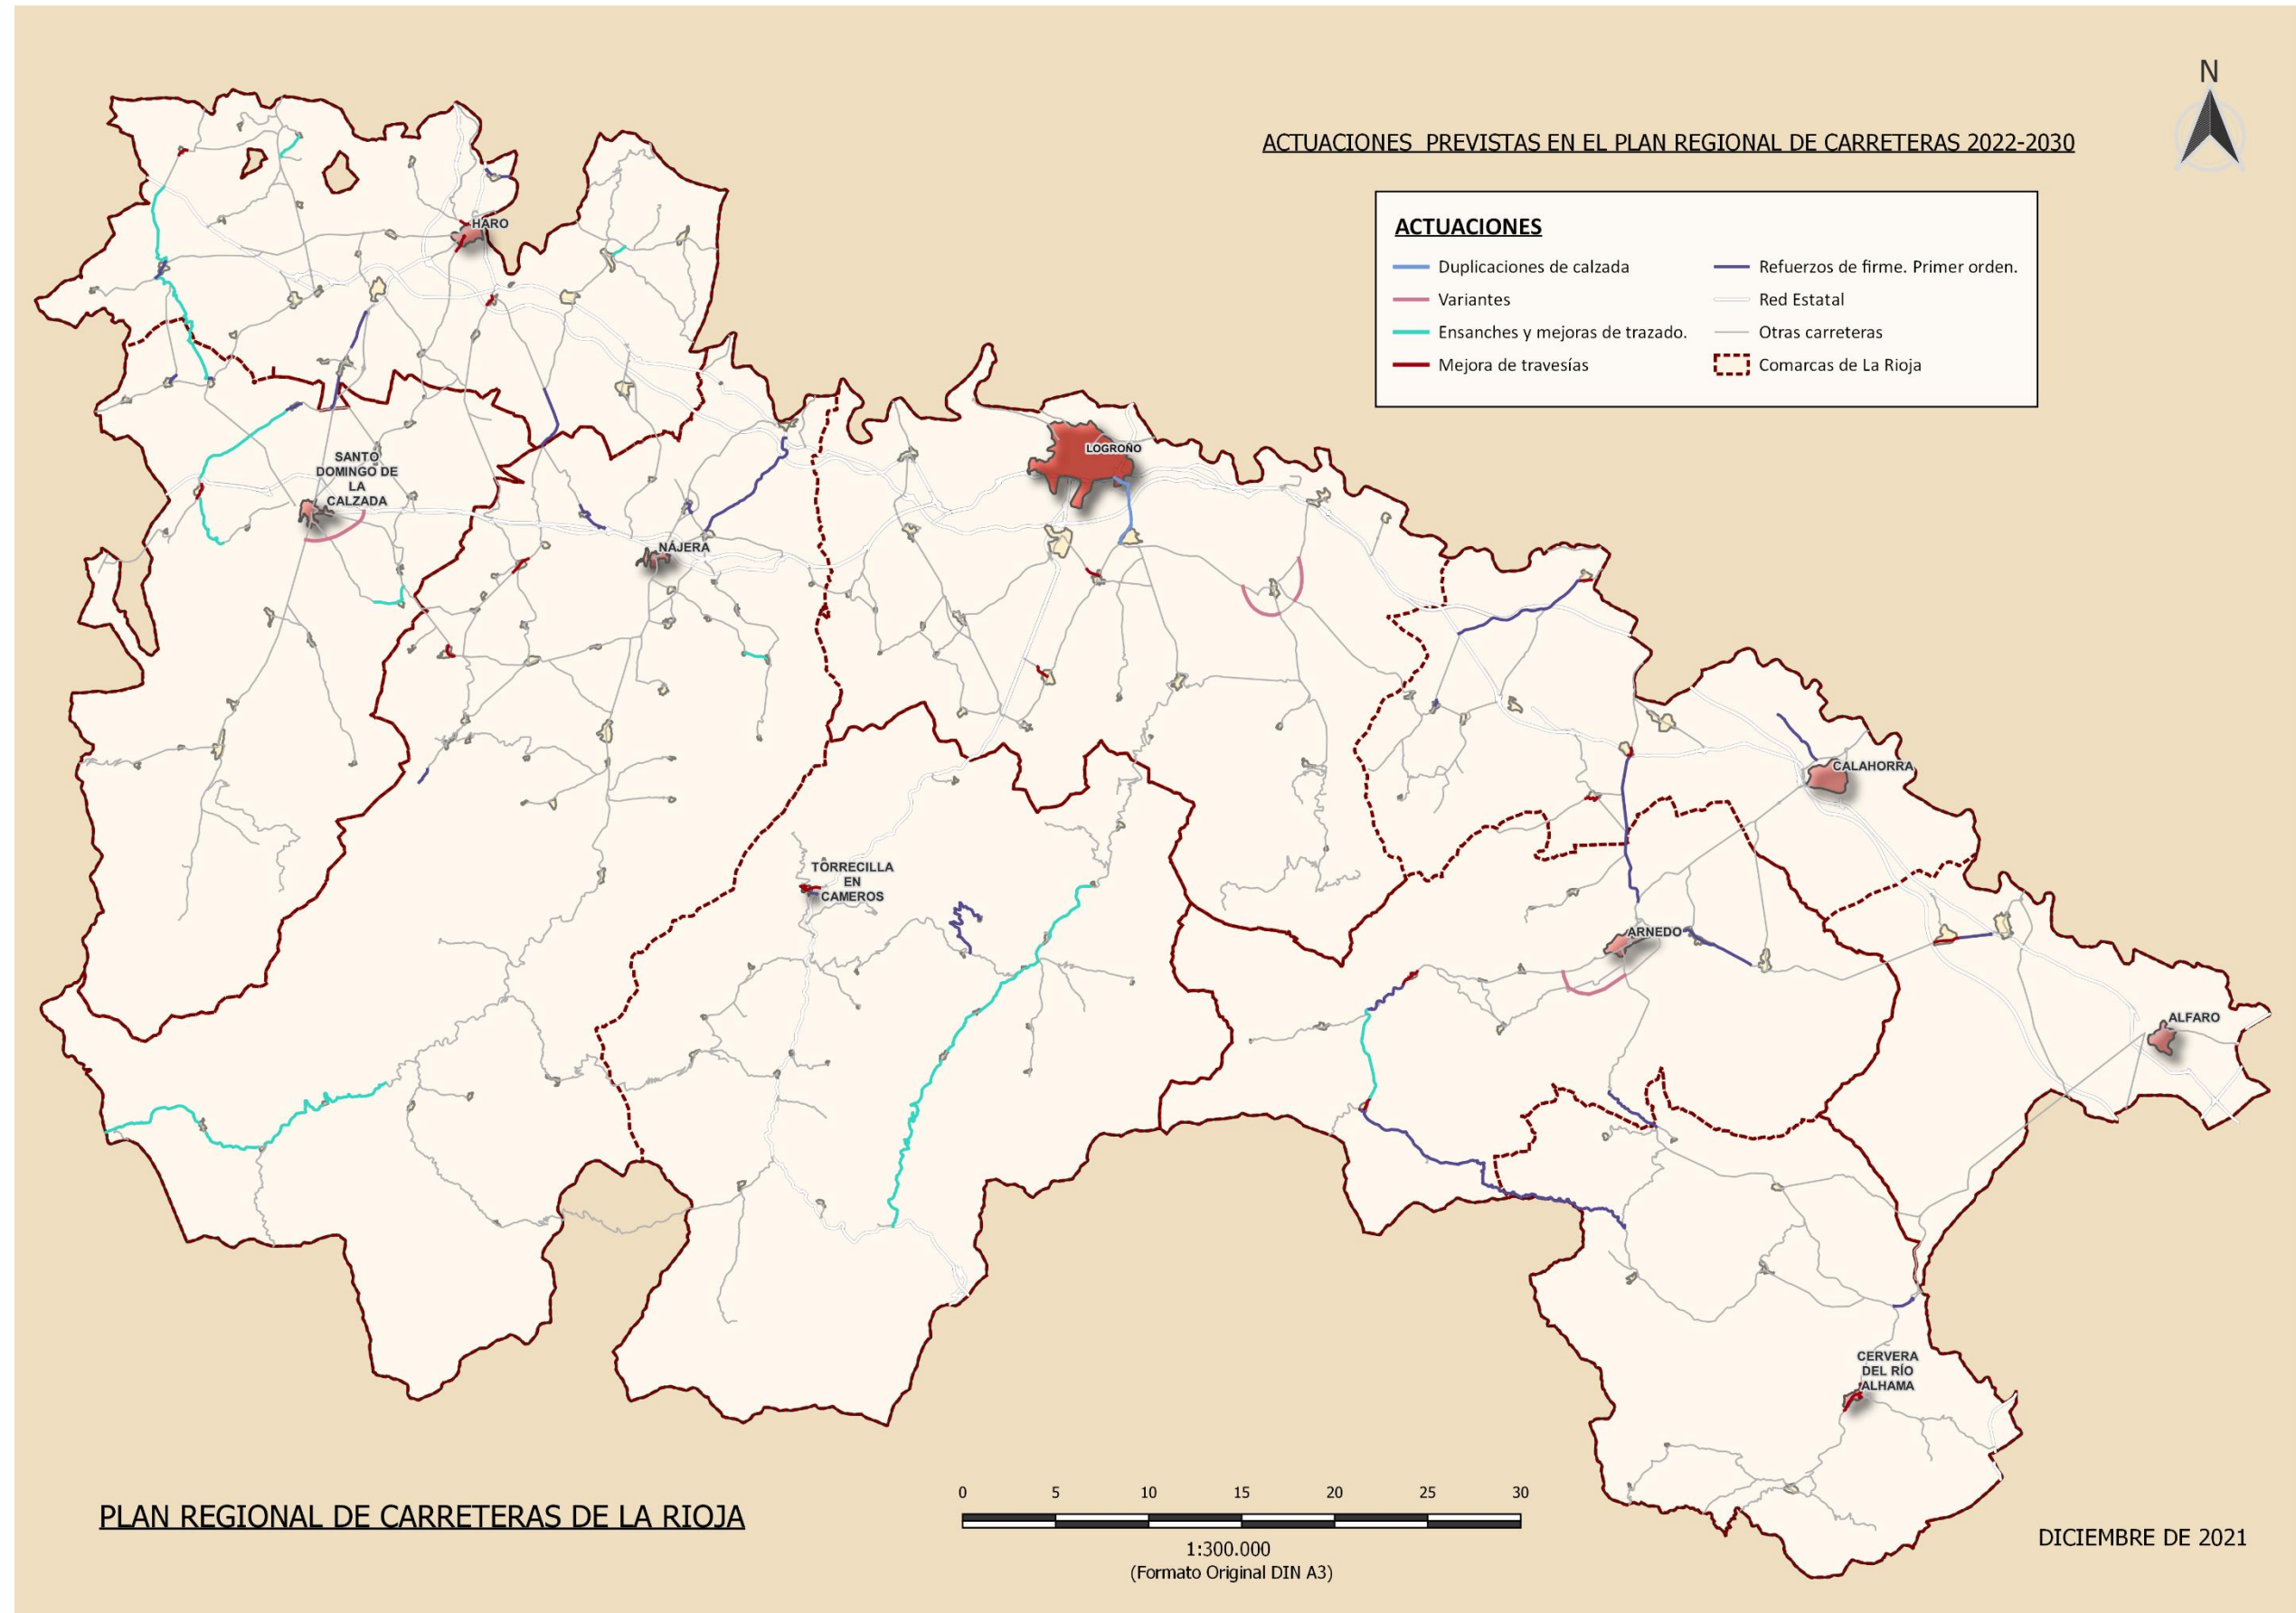 N
ACTUACIONES PREVISTAS EN EL PLAN REGIONAL DE CARRETERAS 2022-2030
ACTUACIONES
Duplicaciones de calzada
Variantes
Ensanches y mejoras de trazado.
Mejora de travesías
Refuerzos de firme. Primer orden.
Red Estatal
Otras carreteras
Comarcas de La Rioja
HARO
SANTO
DOMINGO DE
LA
CALZADA
NÁJERA
LOGROÑO
CALAHORRA
TORRECILLA
EN
CAMEROS
ARNEDO
ALFARO
CERVERA
DEL RÍO
ALHAMA
PLAN REGIONAL DE CARRETERAS DE LA RIOJA
0 5 10 15 20 25 30
1:300.000
(Formato Original DIN A3)
DICIEMBRE DE 2021